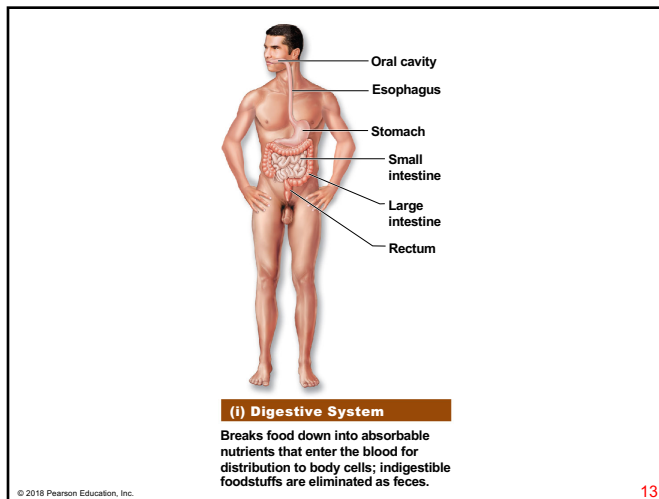 Oral cavity
Esophagus
Stomach
Small
intestine
Large
intestine
Rectum
(i) Digestive System
Breaks food down into absorbable
nutrients that enter the blood for
distribution to body cells; indigestible
foodstuffs are eliminated as feces.
© 2018 Pearson Education, Inc.
13